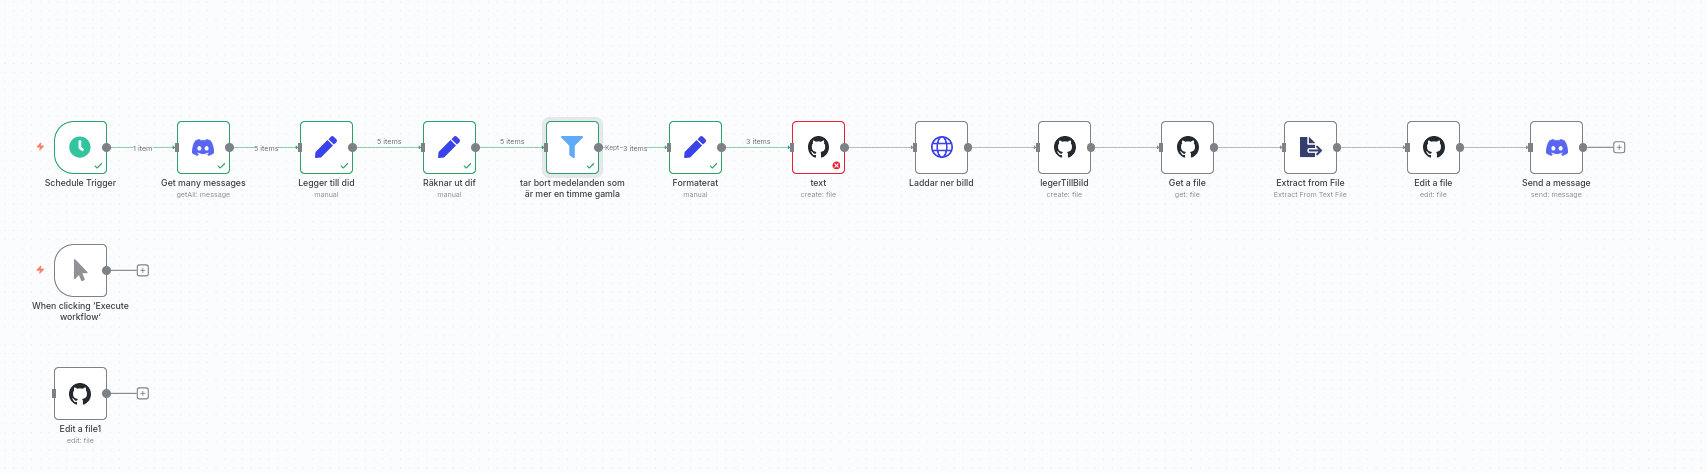 1 item
5 items
5 items
5 items
Kept
3 items
3 items
Schedule Trigger
Get many messages
getAll: message
Legger till did
manual
Räknar ut dif
manual
tar bort medelanden som
är mer en timme gamla
Formaterat
manual
text
create: file
Laddar ner billd
legerTillBild
create: file
Get a file
get: file
Extract from File
Extract From Text File
Edit a file
edit: file
Send a message
send: message
When clicking ‘Execute
workflow’
Edit a file1
edit: file